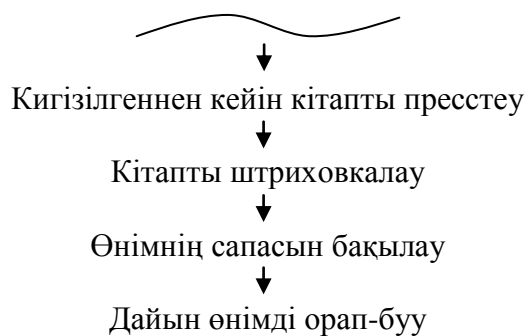 Кигізілгеннен кейін кітапты пресстеу
Кітапты штриховкалау
Өнімнің сапасын бақылау
Дайын өнімді орап-буу